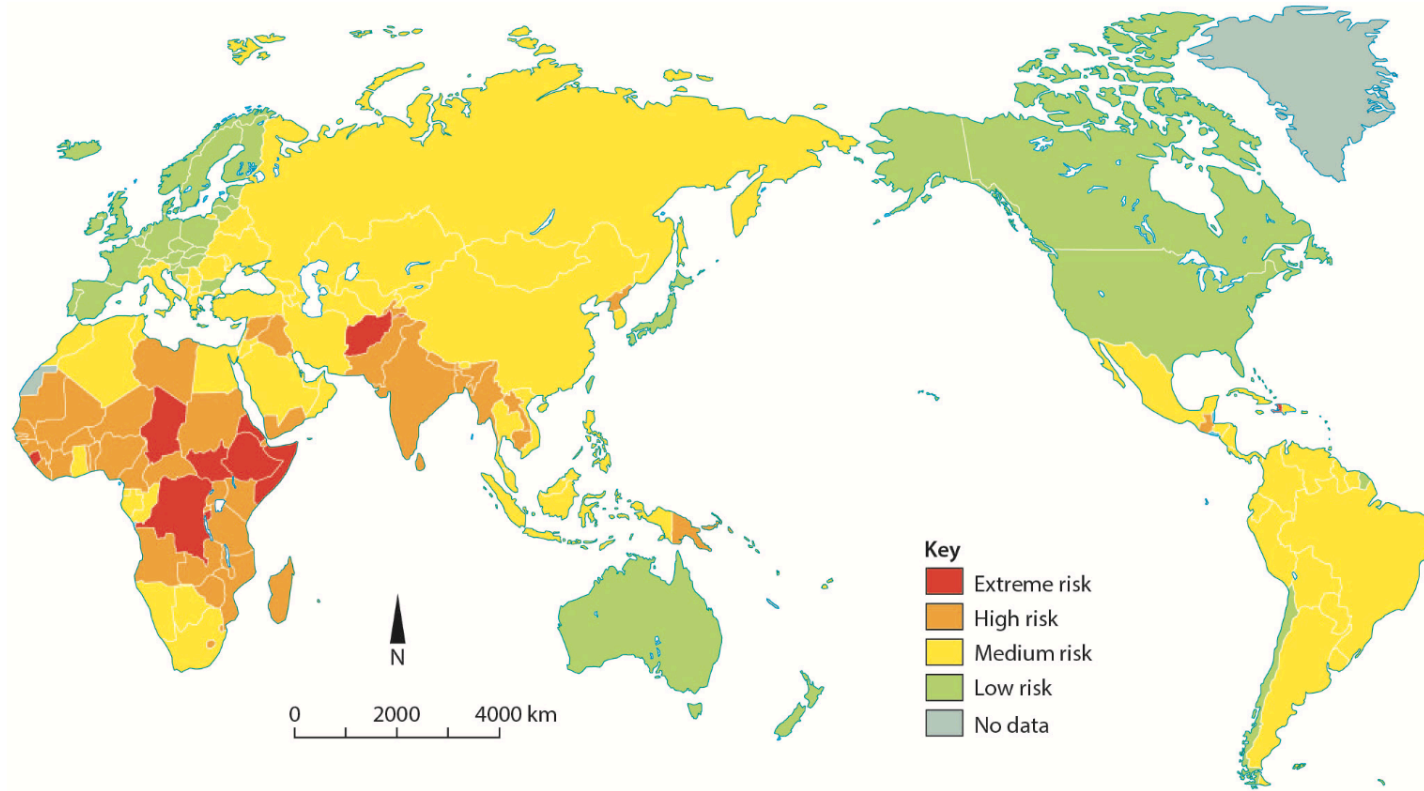 Key
Extreme risk
High risk
Medium risk
Low risk
No data
N
0 2000 4000 km